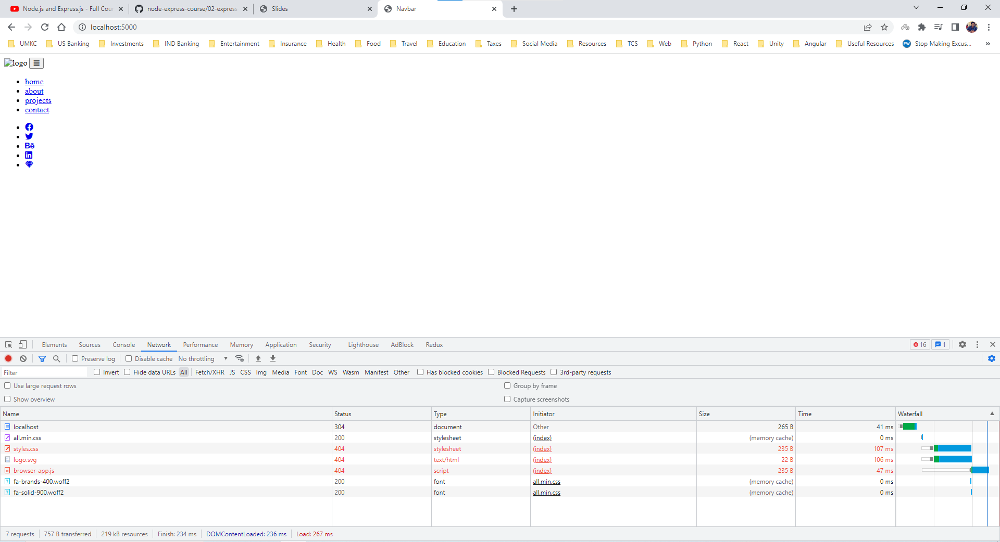 Node.js and Express.js - Full Cour
node-express-course/02-express
Slides
Navbar
localhost:5000
UMKC US Banking Investments IND Banking Entertainment Insurance Health Food Travel Education Taxes Social Media Resources TCS Web Python React Unity Angular Useful Resources FW Stop Making Excus... »
logo
home
about
projects
contact
Bē
in
Elements Sources Console Network Performance Memory Application Security Lighthouse AdBlock Redux 16 1
Preserve log Disable cache No throttling
Filter Invert Hide data URLs All Fetch/XHR JS CSS Img Media Font Doc WS Wasm Manifest Other Has blocked cookies Blocked Requests 3rd-party requests
Use large request rows Group by frame
Show overview Capture screenshots
Name Status Type Initiator Size Time Waterfall
localhost 304 document Other 265 B 41 ms
all.min.css 200 stylesheet (index) (memory cache) 0 ms
styles.css 404 stylesheet (index) 235 B 107 ms
logo.svg 404 text/html (index) 22 B 106 ms
browser-app.js 404 script (index) 235 B 47 ms
fa-brands-400.woff2 200 font all.min.css (memory cache) 0 ms
fa-solid-900.woff2 200 font all.min.css (memory cache) 0 ms
7 requests 757 B transferred 219 kB resources Finish: 234 ms DOMContentLoaded: 236 ms Load: 267 ms